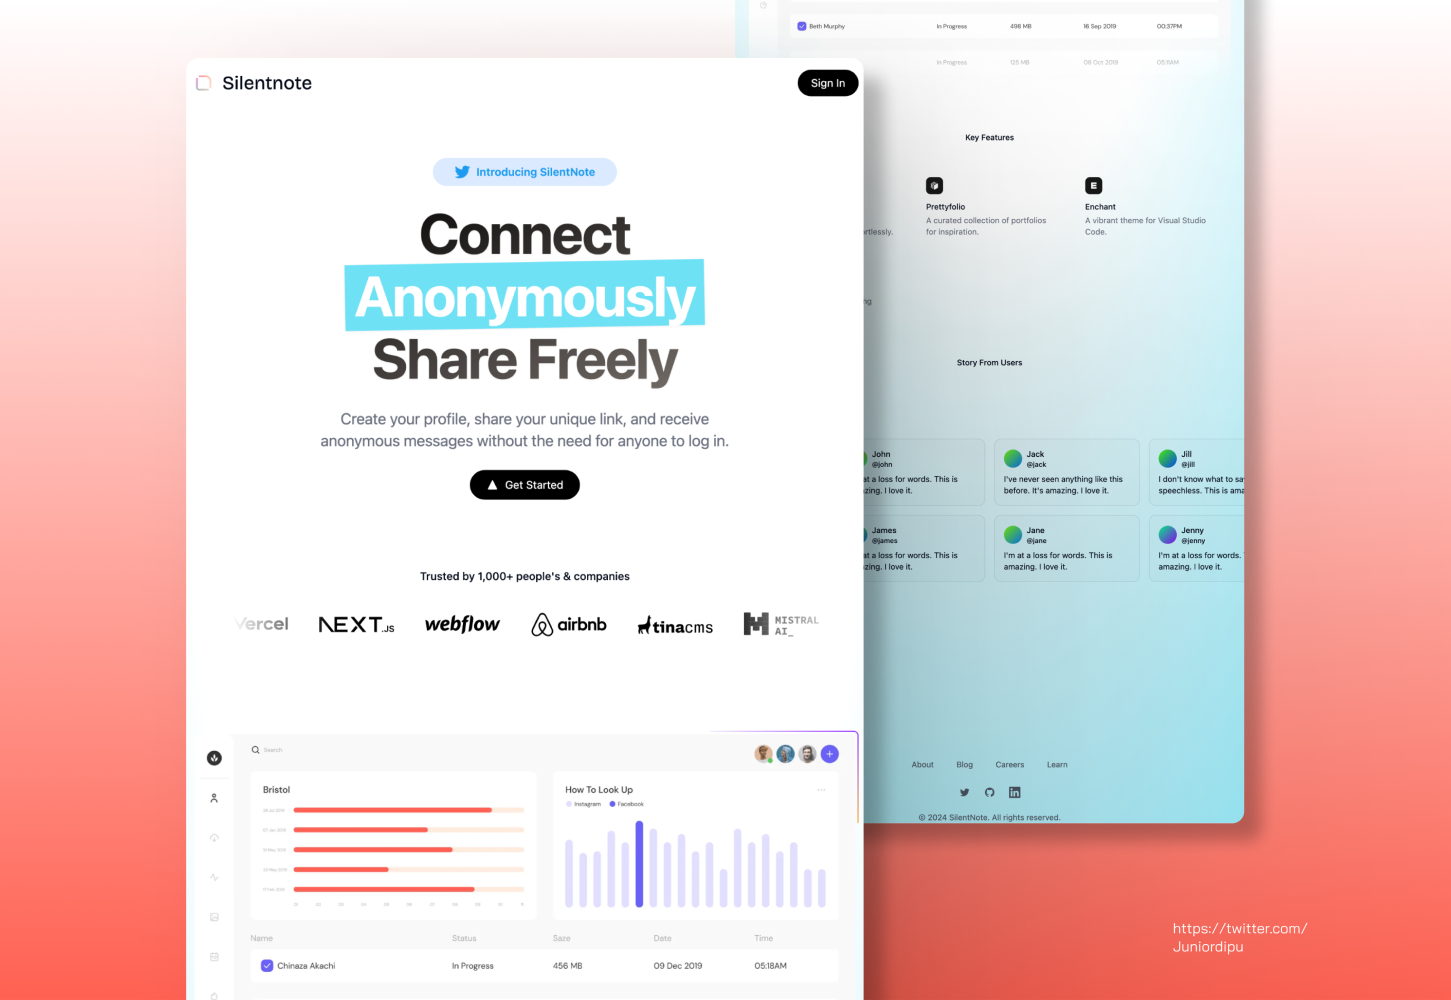 Silentnote
Sign In
Introducing SilentNote
Connect
Anonymously
Share Freely
Create your profile, share your unique link, and receive
anonymous messages without the need for anyone to log in.
Get Started
Trusted by 1,000+ people's & companies
Vercel
NEXT.JS
webflow
airbnb
tinacms
MISTRAL
AI_
Search
Bristol
How To Look Up
Instagram
Facebook
Name
Status
Saze
Date
Time
Chinaza Akachi
In Progress
456 MB
09 Dec 2019
05:18AM
Beth Murphy
In Progress
498 MB
16 Sep 2019
00:37PM
In Progress
125 MB
09 Oct 2019
05:11AM
Key Features
Prettyfolio
A curated collection of portfolios
for inspiration.
Enchant
A vibrant theme for Visual Studio
Code.
Story From Users
John
@john
at a loss for words. This is
zing. I love it.
Jack
@jack
I've never seen anything like this
before. It's amazing. I love it.
Jill
@jill
I don't know what to sa
speechless. This is ama
James
@james
at a loss for words. This is
zing. I love it.
Jane
@jane
I'm at a loss for words. This is
amazing. I love it.
Jenny
@jenny
I'm at a loss for words.
amazing. I love it.
About
Blog
Careers
Learn
© 2024 SilentNote. All rights reserved.
https://twitter.com/
Juniordipu